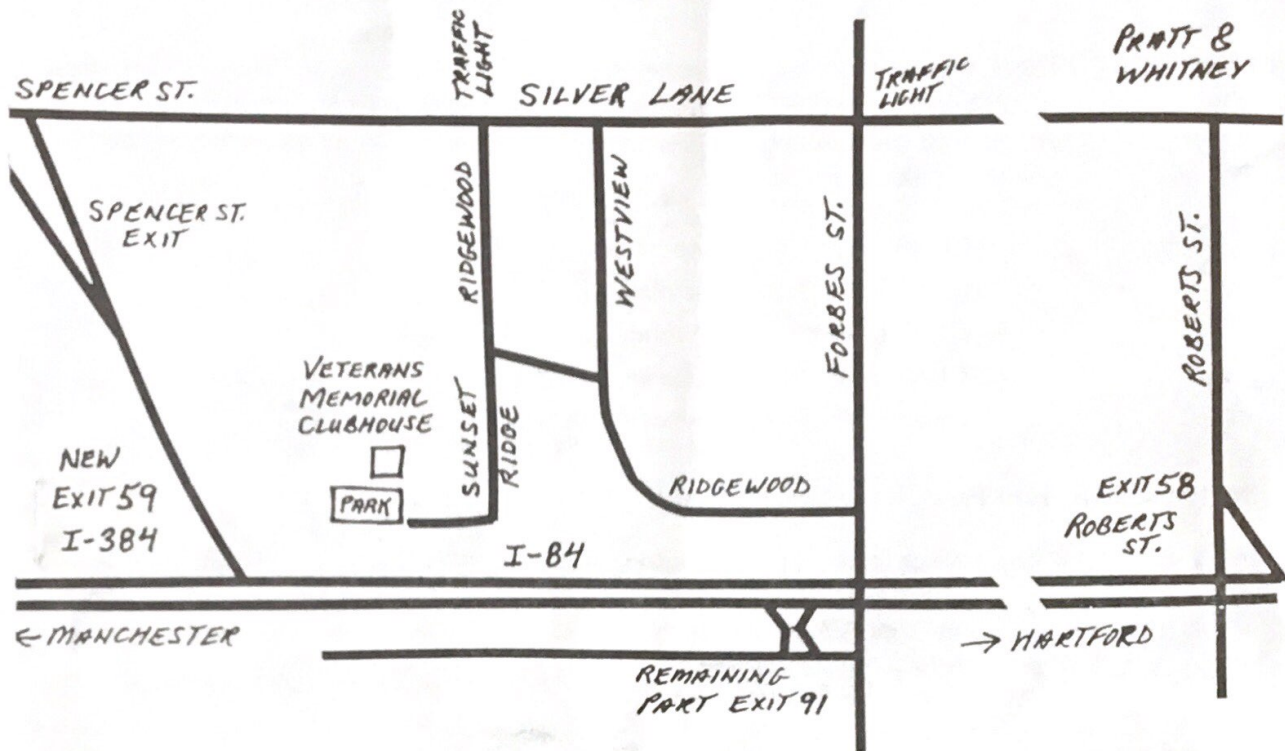 TRAFFIC
LIGHT
PRATT &
WHITNEY
SPENCER ST.
SILVER LANE
TRAFFIC
LIGHT
SPENCER ST.
EXIT
RIDGEWOOD
WESTVIEW
FORBES ST.
ROBERTS ST.
VETERANS
MEMORIAL
CLUBHOUSE
SUNSET
RIDGE
NEW
EXIT 59
I-384
PARK
RIDGEWOOD
EXIT 58
ROBERTS
ST.
I-84
← MANCHESTER
→ HARTFORD
REMAINING
PART EXIT 91